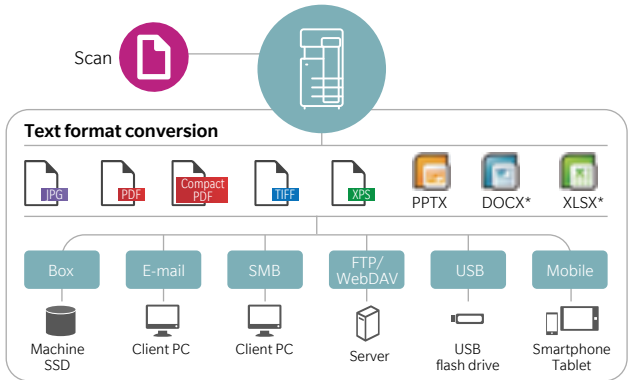 Scan
Text format conversion
JPG
PDF
Compact
PDF
TIFF
XPS
PPTX
DOCX*
XLSX*
Box
E-mail
SMB
FTP/
WebDAV
USB
Mobile
Machine
SSD
Client PC
Client PC
Server
USB
flash drive
Smartphone
Tablet